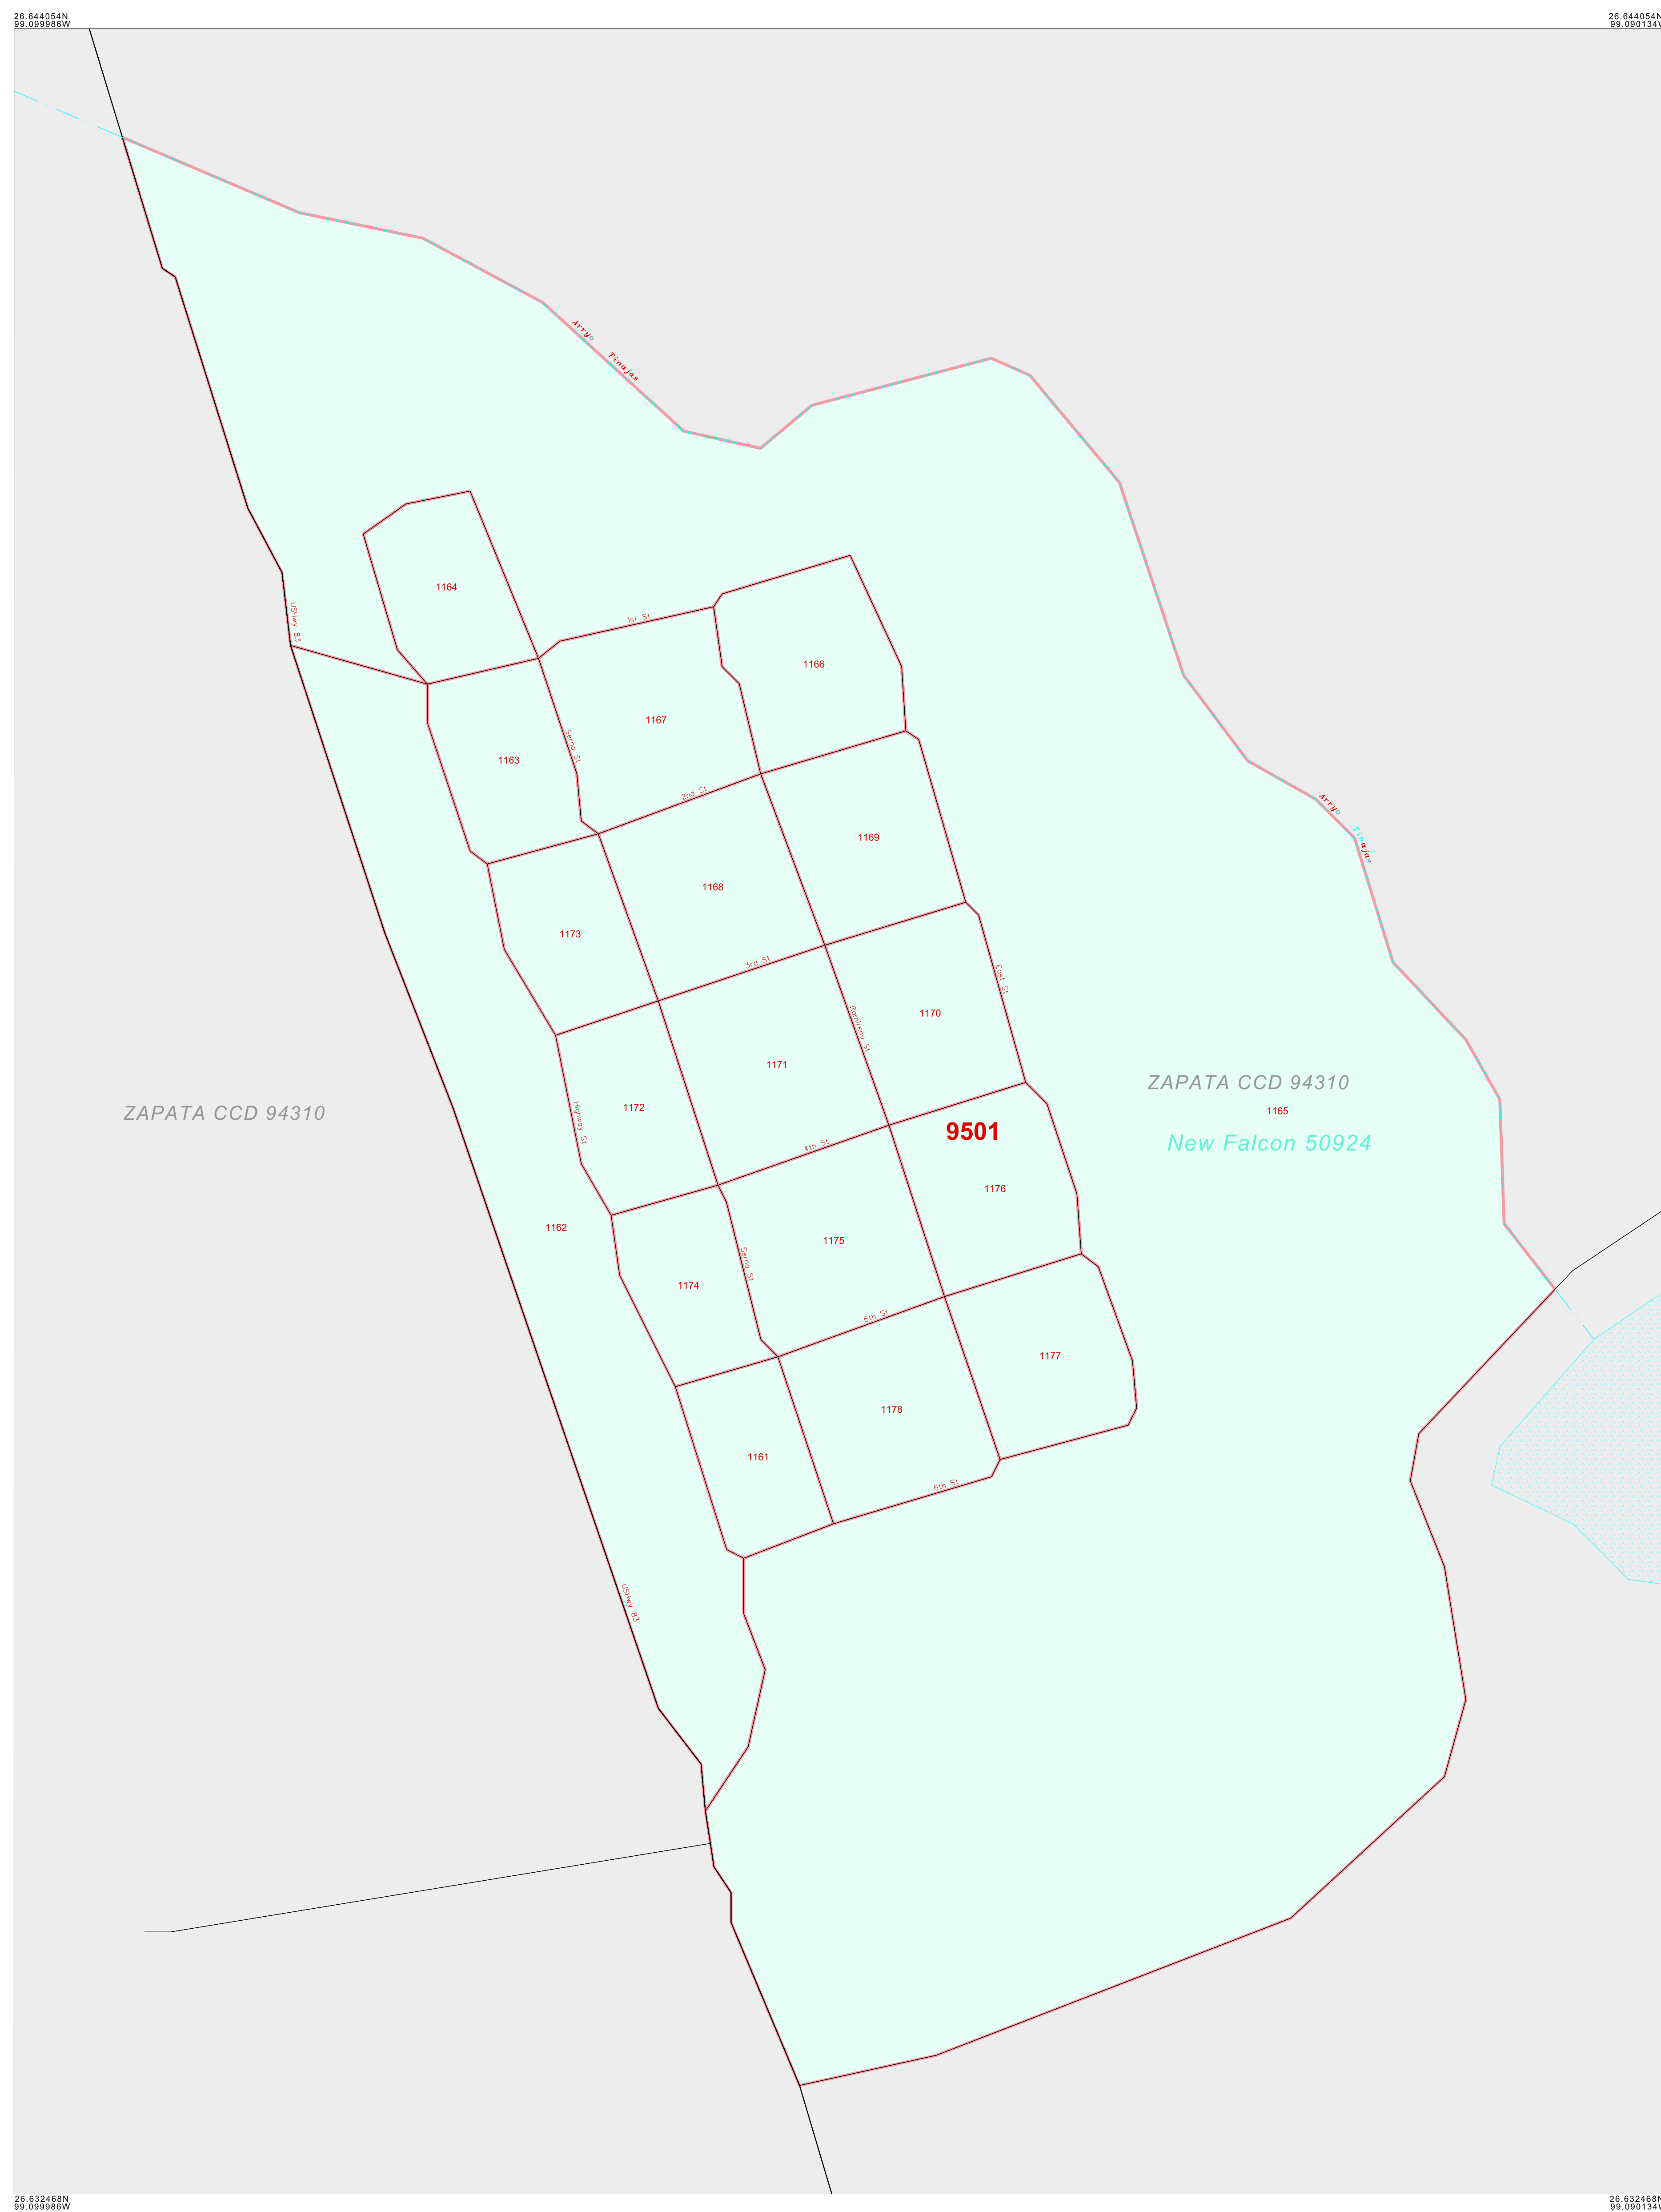 26.644054N
99.099986W
26.644054N
99.090134W
Arryo
Tinajas
1164
USHwy 83
1st St
1166
1167
Serna St
1163
2nd St
Arryo
Tinajas
1169
1168
1173
3rd St
East St
1170
Ramireno St
1171
ZAPATA CCD 94310
1165
New Falcon 50924
ZAPATA CCD 94310
1172
Highway St
9501
4th St
1176
1162
1175
Serna St
1174
5th St
1177
1178
1161
6th St
USHwy 83
26.632468N
99.099986W
26.632468N
99.090134W